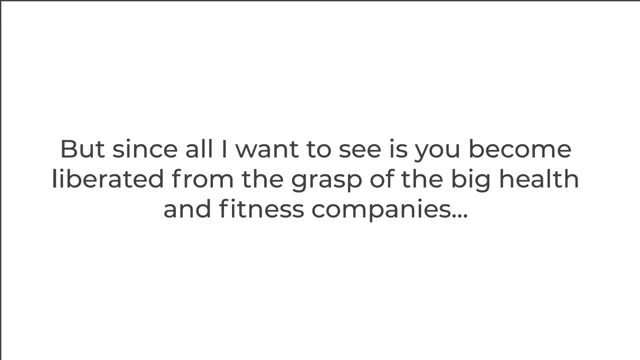 But since all I want to see is you become
liberated from the grasp of the big health
and fitness companies...